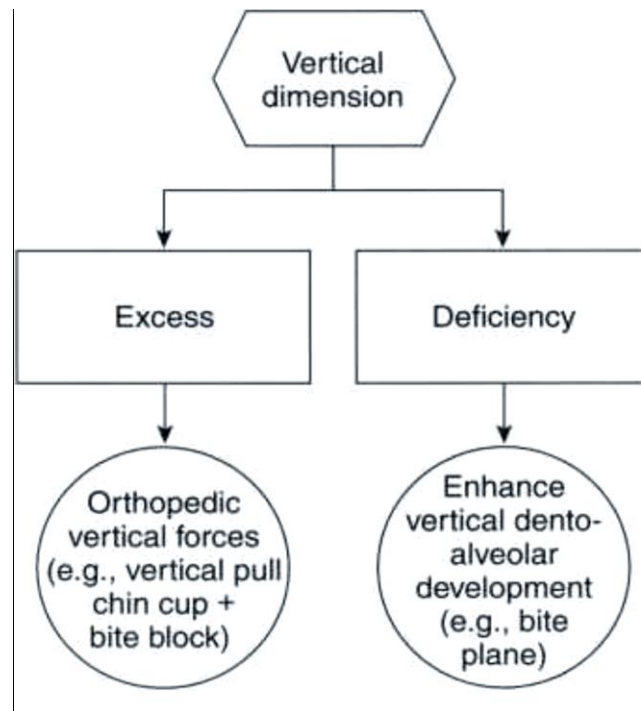 Vertical
dimension
Excess
Deficiency
Orthopedic
vertical forces
(e.g., vertical pull
chin cup +
bite block)
Enhance
vertical dento-
alveolar
development
(e.g., bite
plane)